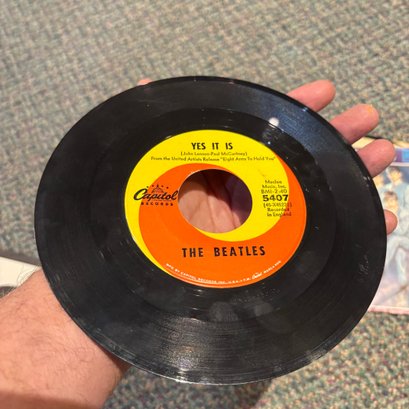 YES IT IS
(John Lennon-Paul McCartney)
From the United Artists Release "Eight Arms To Hold You"
Capitol
RECORDS
Maclen
Music, Inc.
BMI-2:40
5407
Recorded
in England
THE BEATLES